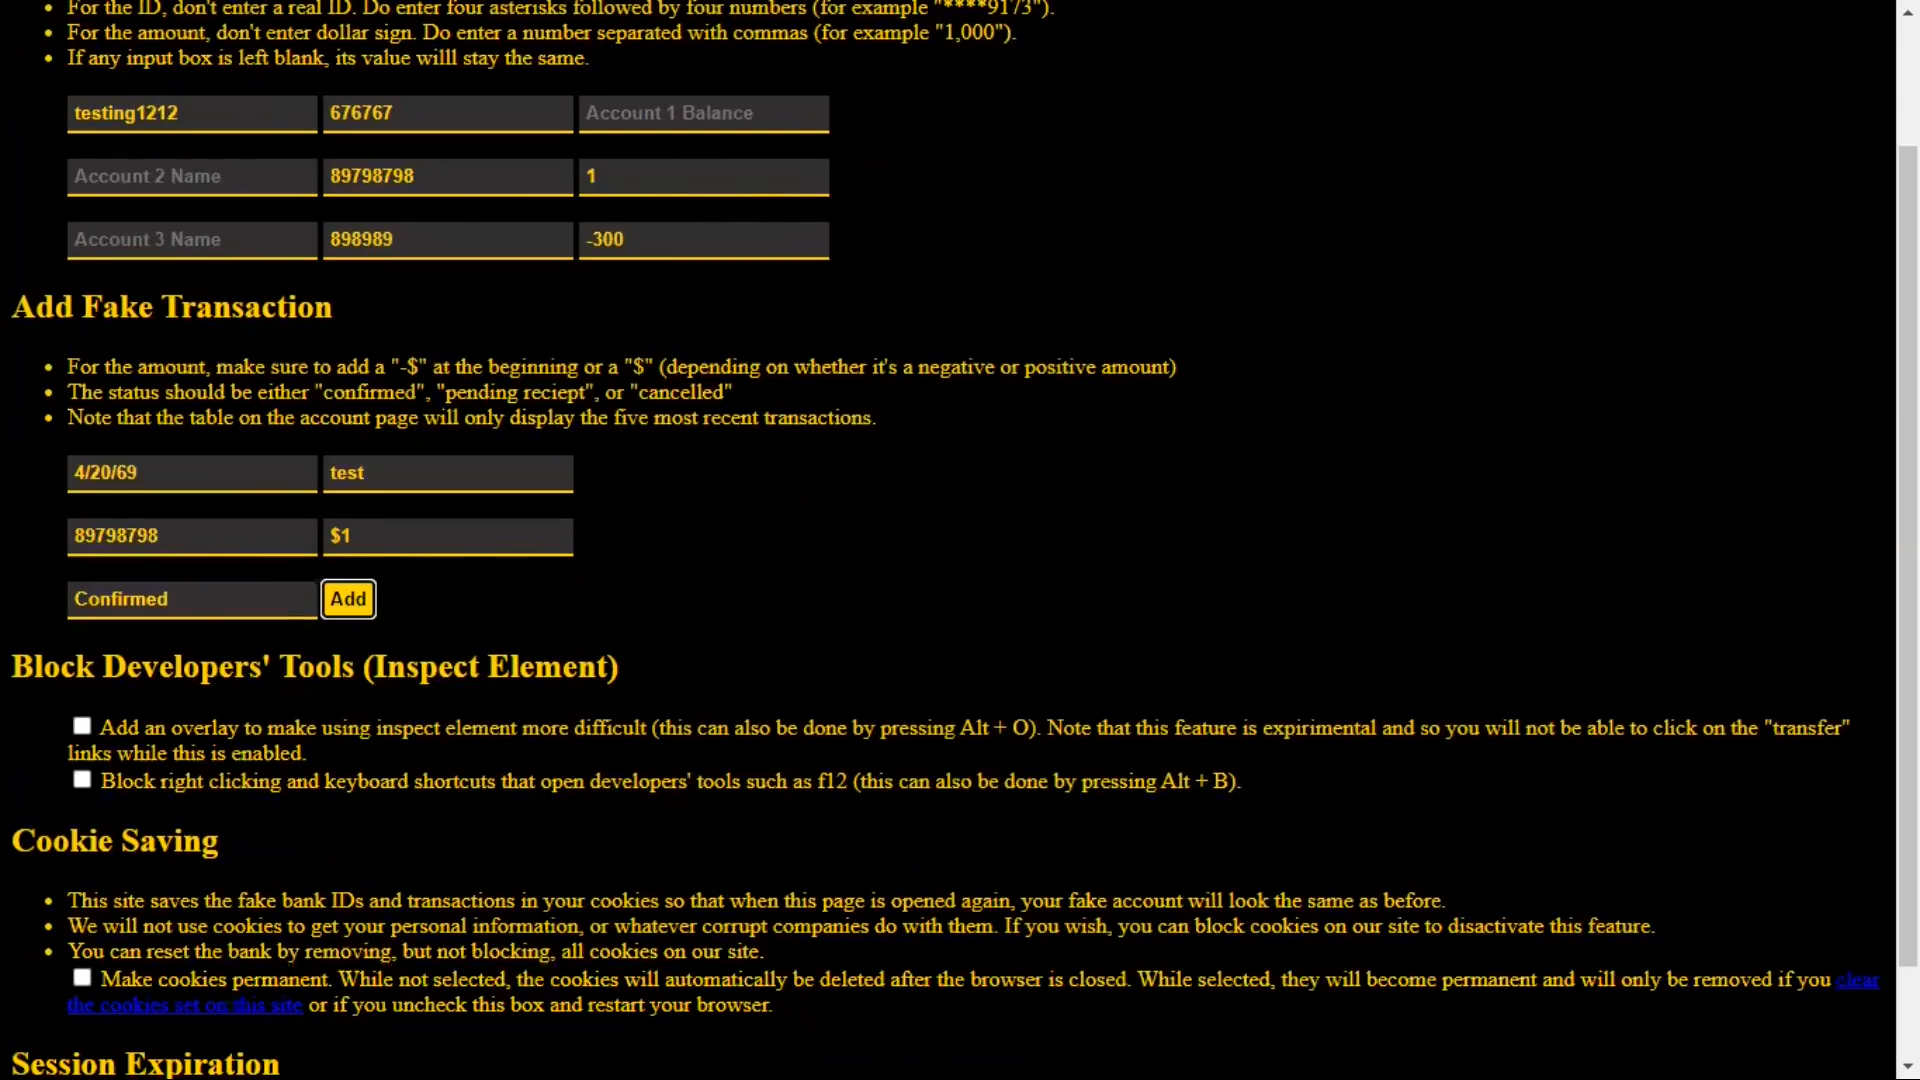 For the ID, don't enter a real ID. Do enter four asterisks followed by four numbers (for example "****9173").
For the amount, don't enter dollar sign. Do enter a number separated with commas (for example "1,000").
If any input box is left blank, its value willl stay the same.
testing1212 676767 Account 1 Balance
Account 2 Name 89798798 1
Account 3 Name 898989 -300
Add Fake Transaction
For the amount, make sure to add a "-$" at the beginning or a "$" (depending on whether it's a negative or positive amount)
The status should be either "confirmed", "pending reciept", or "cancelled"
Note that the table on the account page will only display the five most recent transactions.
4/20/69 test
89798798 $1
Confirmed Add
Block Developers' Tools (Inspect Element)
Add an overlay to make using inspect element more difficult (this can also be done by pressing Alt + O). Note that this feature is expirimental and so you will not be able to click on the "transfer"
links while this is enabled.
Block right clicking and keyboard shortcuts that open developers' tools such as f12 (this can also be done by pressing Alt + B).
Cookie Saving
This site saves the fake bank IDs and transactions in your cookies so that when this page is opened again, your fake account will look the same as before.
We will not use cookies to get your personal information, or whatever corrupt companies do with them. If you wish, you can block cookies on our site to disactivate this feature.
You can reset the bank by removing, but not blocking, all cookies on our site.
Make cookies permanent. While not selected, the cookies will automatically be deleted after the browser is closed. While selected, they will become permanent and will only be removed if you clear
the cookies set on this site or if you uncheck this box and restart your browser.
Session Expiration